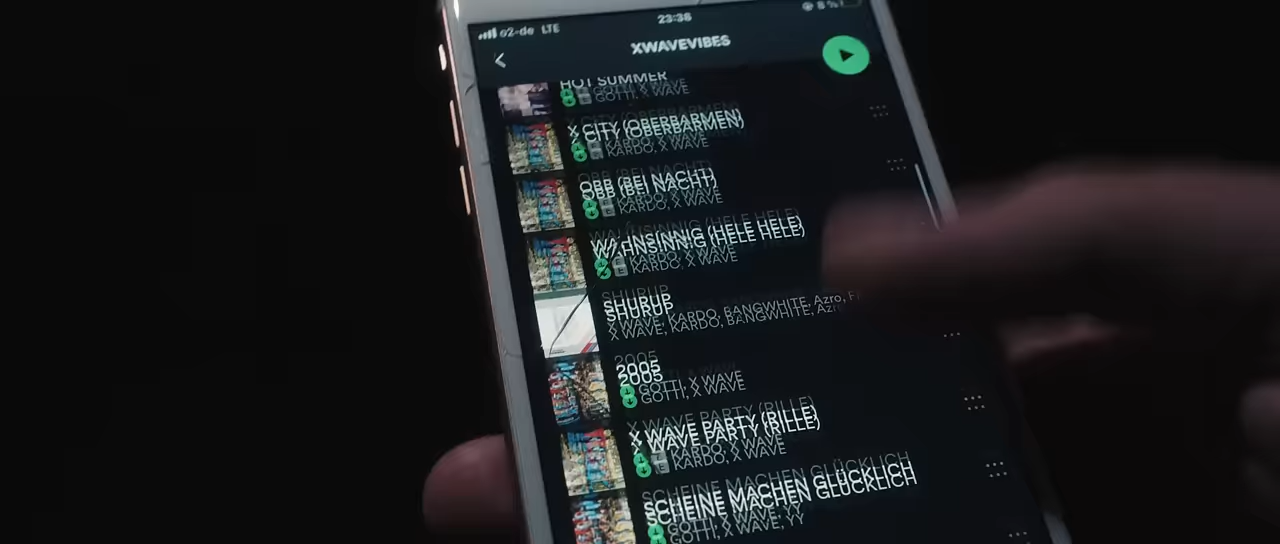 o2-de LTE
23:36
8 %
XWAVEVIBES
HOT SUMMER
E GOTTI, X WAVE
X CITY (OBERBARMEN)
E KARDO, X WAVE
OBB (BEI NACHT)
E KARDO, X WAVE
WAHNSINNIG (HELE HELE)
E KARDO, X WAVE
SHURUP
X WAVE, KARDO, BANGWHITE, Azro, F
2005
GOTTI, X WAVE
X WAVE PARTY (RILLE)
E KARDO, X WAVE
SCHEINE MACHEN GLÜCKLICH
GOTTI, X WAVE, YY